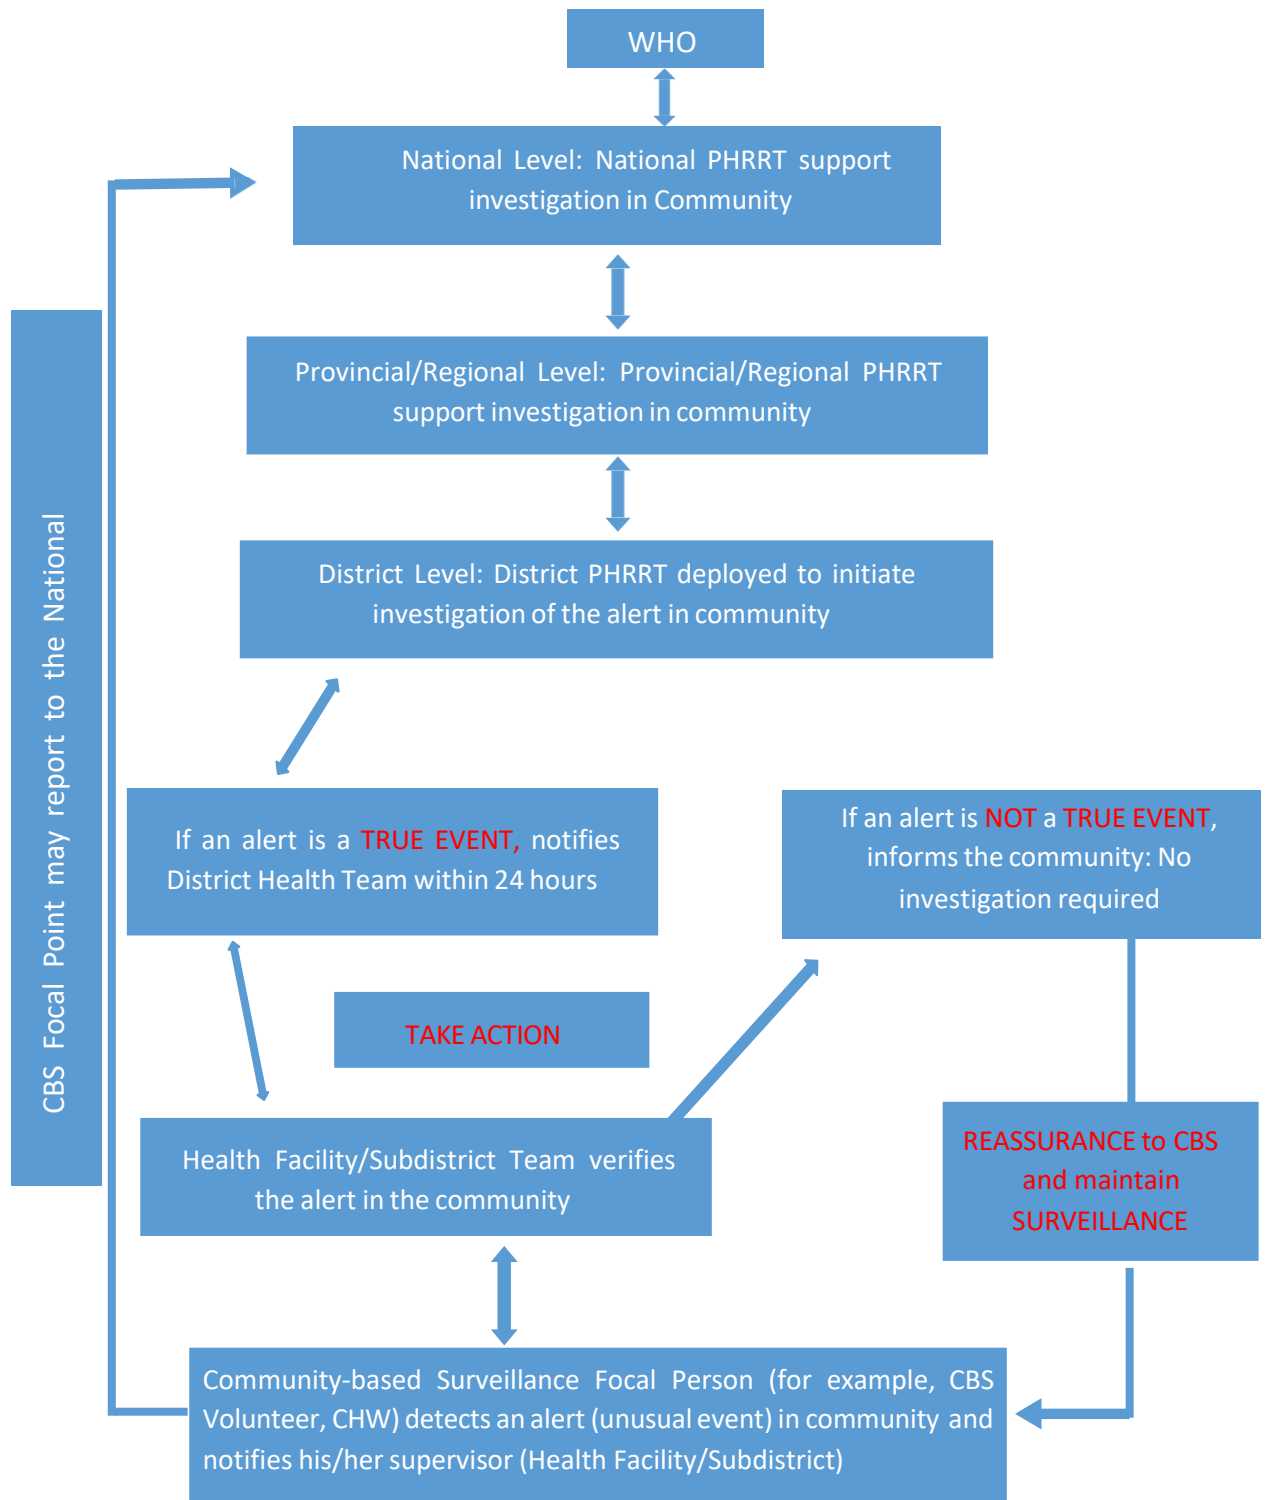 WHO
National Level: National PHRRT support
investigation in Community
Provincial/Regional Level: Provincial/Regional PHRRT
support investigation in community
District Level: District PHRRT deployed to initiate
investigation of the alert in community
CBS Focal Point may report to the National
If an alert is a TRUE EVENT, notifies
District Health Team within 24 hours
If an alert is NOT a TRUE EVENT,
informs the community: No
investigation required
TAKE ACTION
Health Facility/Subdistrict Team verifies
the alert in the community
REASSURANCE to CBS
and maintain
SURVEILLANCE
Community-based Surveillance Focal Person (for example, CBS
Volunteer, CHW) detects an alert (unusual event) in community and
notifies his/her supervisor (Health Facility/Subdistrict)